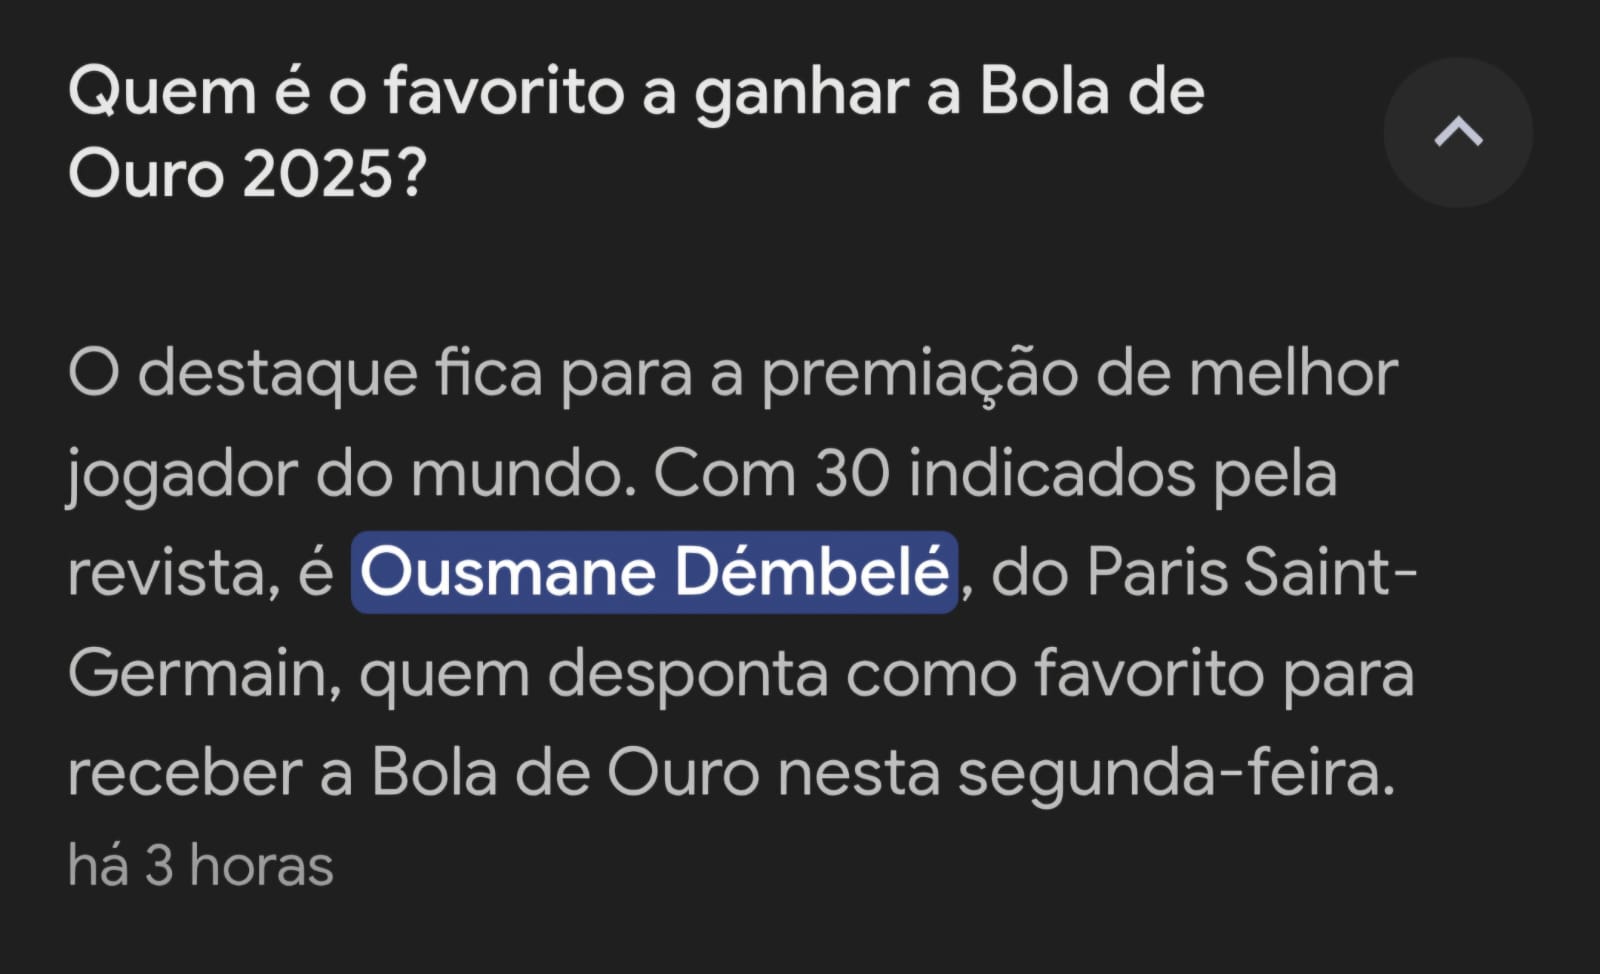 Quem é o favorito a ganhar a Bola de
Ouro 2025?
O destaque fica para a premiação de melhor
jogador do mundo. Com 30 indicados pela
revista, é Ousmane Démbelé, do Paris Saint-
Germain, quem desponta como favorito para
receber a Bola de Ouro nesta segunda-feira.
há 3 horas